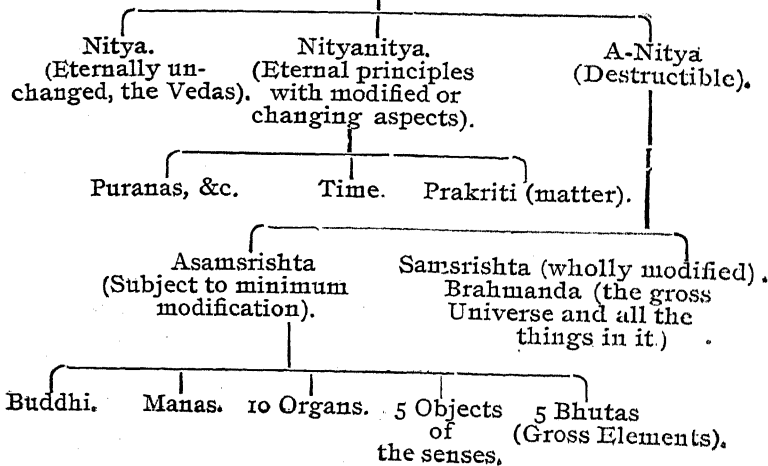 Nitya.
(Eternally un-
changed, the Vedas).
Nityanitya.
(Eternal principles
with modified or
changing aspects).
A-Nitya
(Destructible).
Puranas, &c.
Time.
Prakriti (matter).
Asamsrishta
(Subject to minimum
modification).
Samsrishta (wholly modified).
Brahmanda (the gross
Universe and all the
things in it.)
Buddhi.
Manas.
10 Organs.
5 Objects
of
the senses.
5 Bhutas
(Gross Elements).